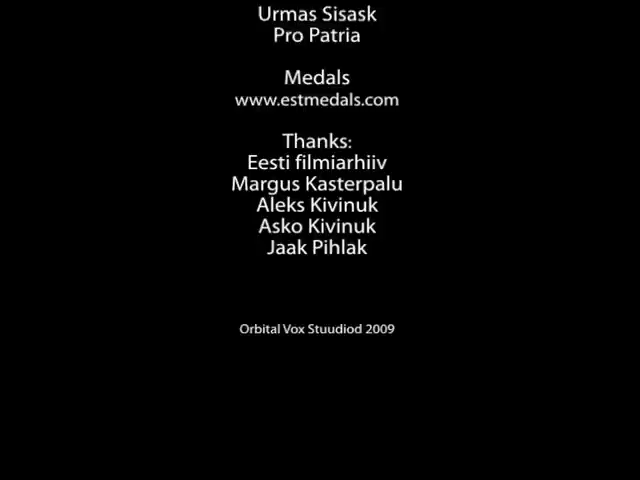 Urmas Sisask
Pro Patria
Medals
www.estmedals.com
Thanks:
Eesti filmiarhiiv
Margus Kasterpalu
Aleks Kivinuk
Asko Kivinuk
Jaak Pihlak
Orbital Vox Stuudiod 2009